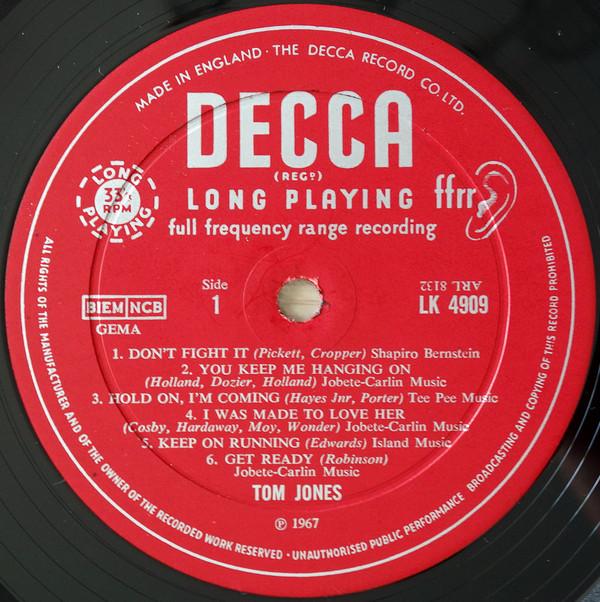 MADE IN ENGLAND · THE DECCA RECORD CO. LTD.
DECCA
(REGD)
LONG PLAYING
33⅓ RPM
LONG PLAYING ffrr
full frequency range recording
Side
1
ARL 8132
LK 4909
BIEM NCB
GEMA
1. DON'T FIGHT IT (Pickett, Cropper) Shapiro Bernstein
2. YOU KEEP ME HANGING ON
(Holland, Dozier, Holland) Jobete-Carlin Music
3. HOLD ON, I'M COMING (Hayes Jnr, Porter) Tee Pee Music
4. I WAS MADE TO LOVE HER
(Cosby, Hardaway, Moy, Wonder) Jobete-Carlin Music
5. KEEP ON RUNNING (Edwards) Island Music
6. GET READY (Robinson)
Jobete-Carlin Music
TOM JONES
℗ 1967
ALL RIGHTS OF THE MANUFACTURER AND OF THE OWNER OF THE RECORDED WORK RESERVED · UNAUTHORISED PUBLIC PERFORMANCE BROADCASTING AND COPYING OF THIS RECORD PROHIBITED